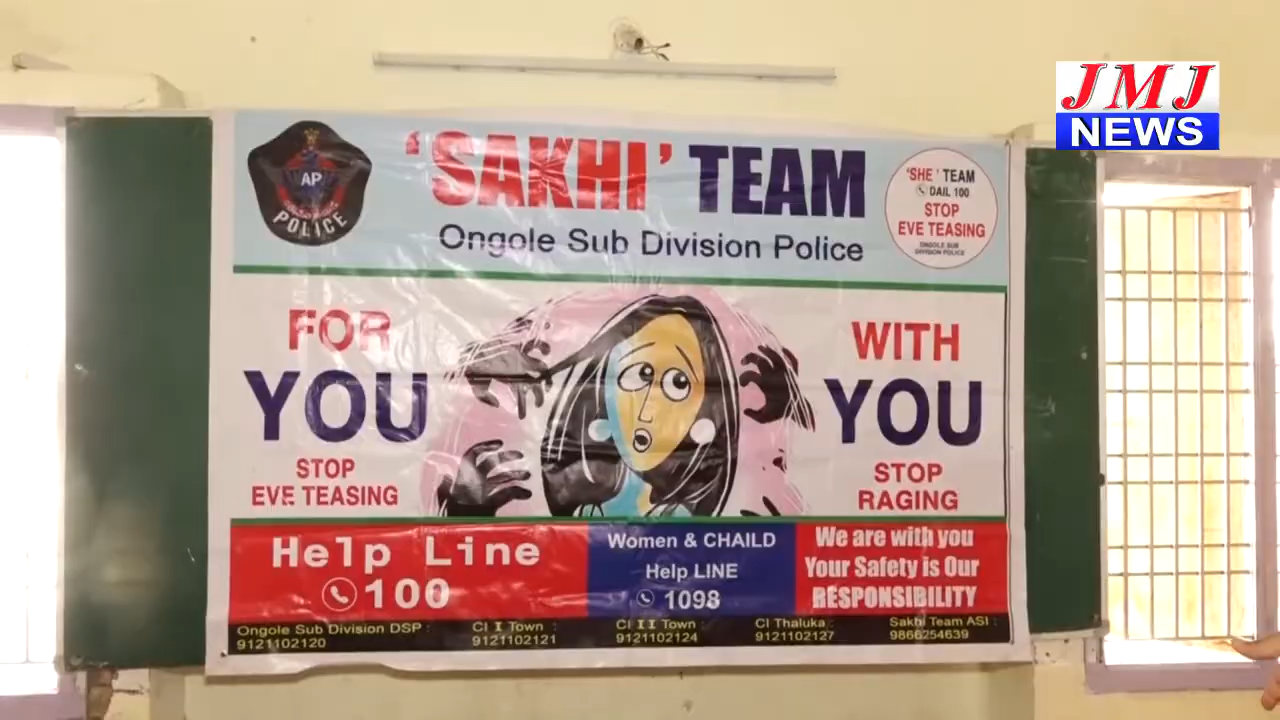 JMJ
NEWS
'SAKHI' TEAM
Ongole Sub Division Police
AP
POLICE
'SHE' TEAM
DAIL 100
STOP
EVE TEASING
ONGOLE SUB
DIVISION POLICE
FOR
YOU
STOP
EVE TEASING
WITH
YOU
STOP
RAGING
Help Line
100
Women & CHAILD
Help LINE
1098
We are with you
Your Safety is Our
RESPONSIBILITY
Ongole Sub Division DSP :
9121102120
CI I Town :
9121102121
CI II Town :
9121102124
CI Thaluka :
9121102127
Sakhi Team ASI :
9866254639